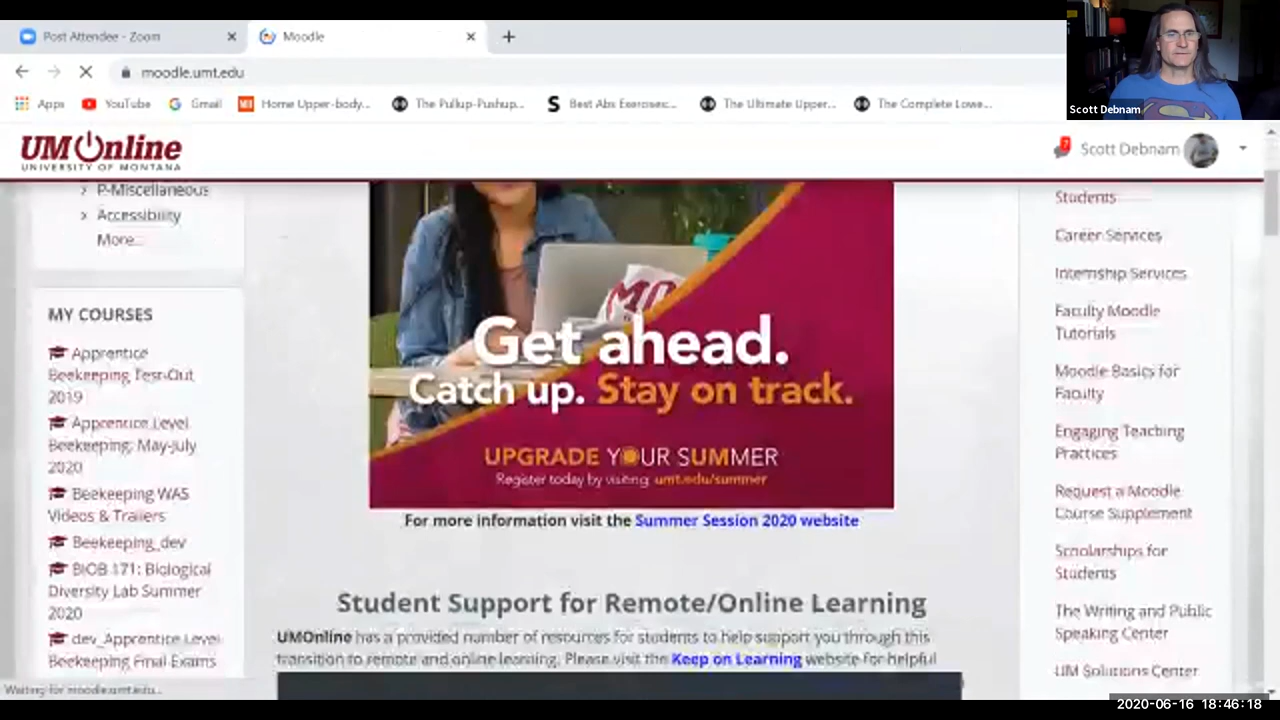 Post Attendee - Zoom
Moodle
moodle.umt.edu
Apps
YouTube
Gmail
Home Upper-body...
The Pullup-Pushup...
Best Abs Exercises:...
The Ultimate Upper...
The Complete Lowe...
Scott Debnam
UMOnline
UNIVERSITY OF MONTANA
7
Scott Debnam
P-Miscellaneous
Accessibility
More...
MY COURSES
Apprentice
Beekeeping Test-Out
2019
Apprentice Level
Beekeeping: May-July
2020
Beekeeping WAS
Videos & Trailers
Beekeeping_dev
BIOB 171: Biological
Diversity Lab Summer
2020
dev_Apprentice Level
Beekeeping Final Exams
Get ahead.
Catch up. Stay on track.
UPGRADE YOUR SUMMER
Register today by visiting: umt.edu/summer
For more information visit the Summer Session 2020 website
Student Support for Remote/Online Learning
UMOnline has a provided number of resources for students to help support you through this
transition to remote and online learning. Please visit the Keep on Learning website for helpful
Students
Career Services
Internship Services
Faculty Moodle
Tutorials
Moodle Basics for
Faculty
Engaging Teaching
Practices
Request a Moodle
Course Supplement
Scholarships for
Students
The Writing and Public
Speaking Center
UM Solutions Center
Waiting for moodle.umt.edu...
2020-06-16 18:46:18